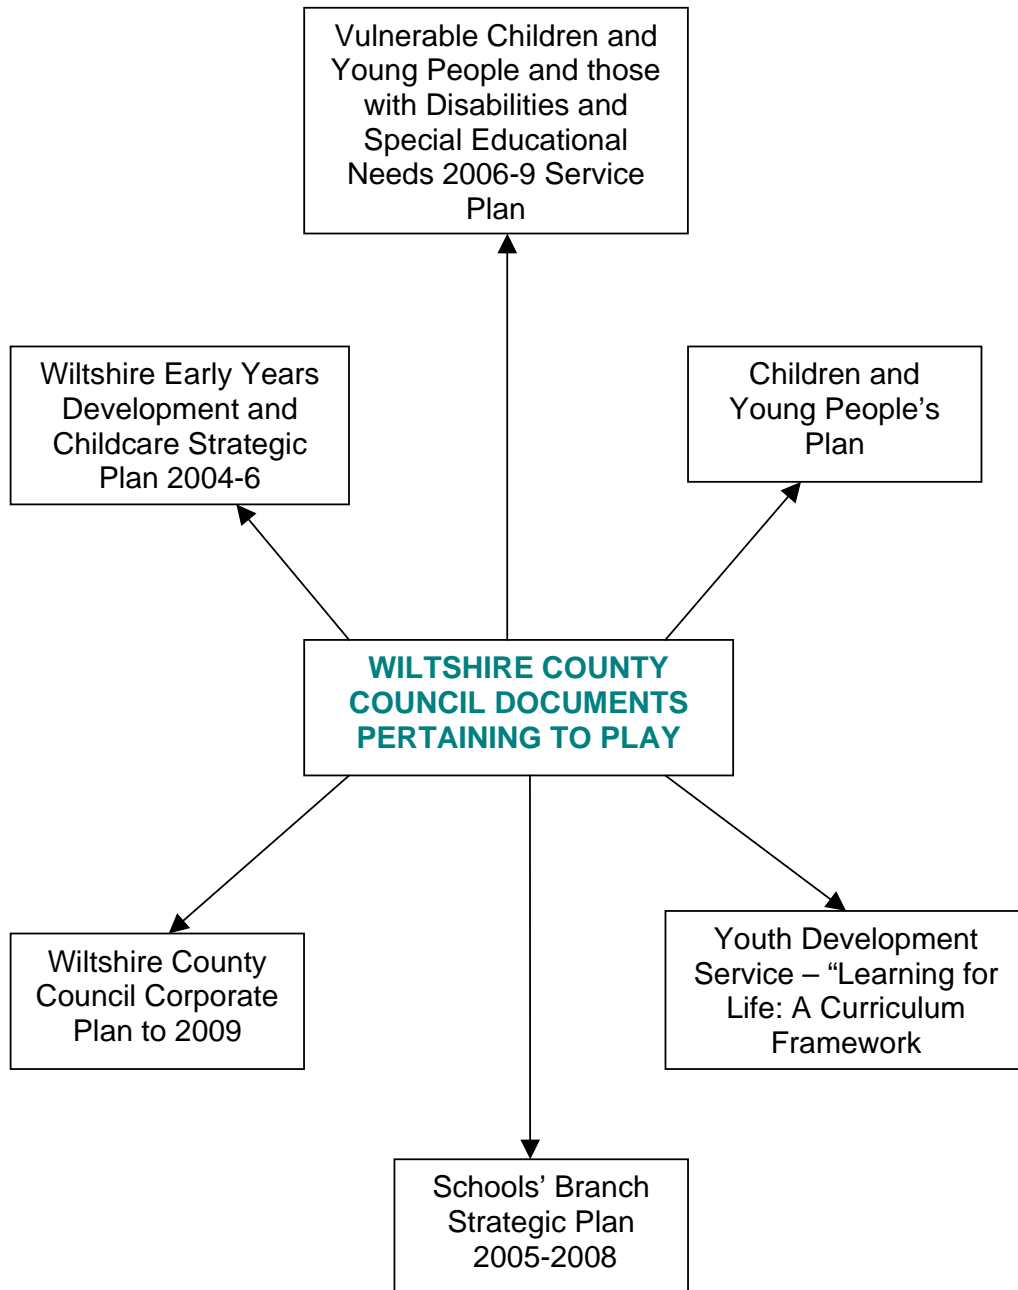 Vulnerable Children and
Young People and those
with Disabilities and
Special Educational
Needs 2006-9 Service
Plan
Wiltshire Early Years
Development and
Childcare Strategic
Plan 2004-6
Children and
Young People’s
Plan
WILTSHIRE COUNTY
COUNCIL DOCUMENTS
PERTAINING TO PLAY
Wiltshire County
Council Corporate
Plan to 2009
Youth Development
Service – “Learning for
Life: A Curriculum
Framework
Schools’ Branch
Strategic Plan
2005-2008